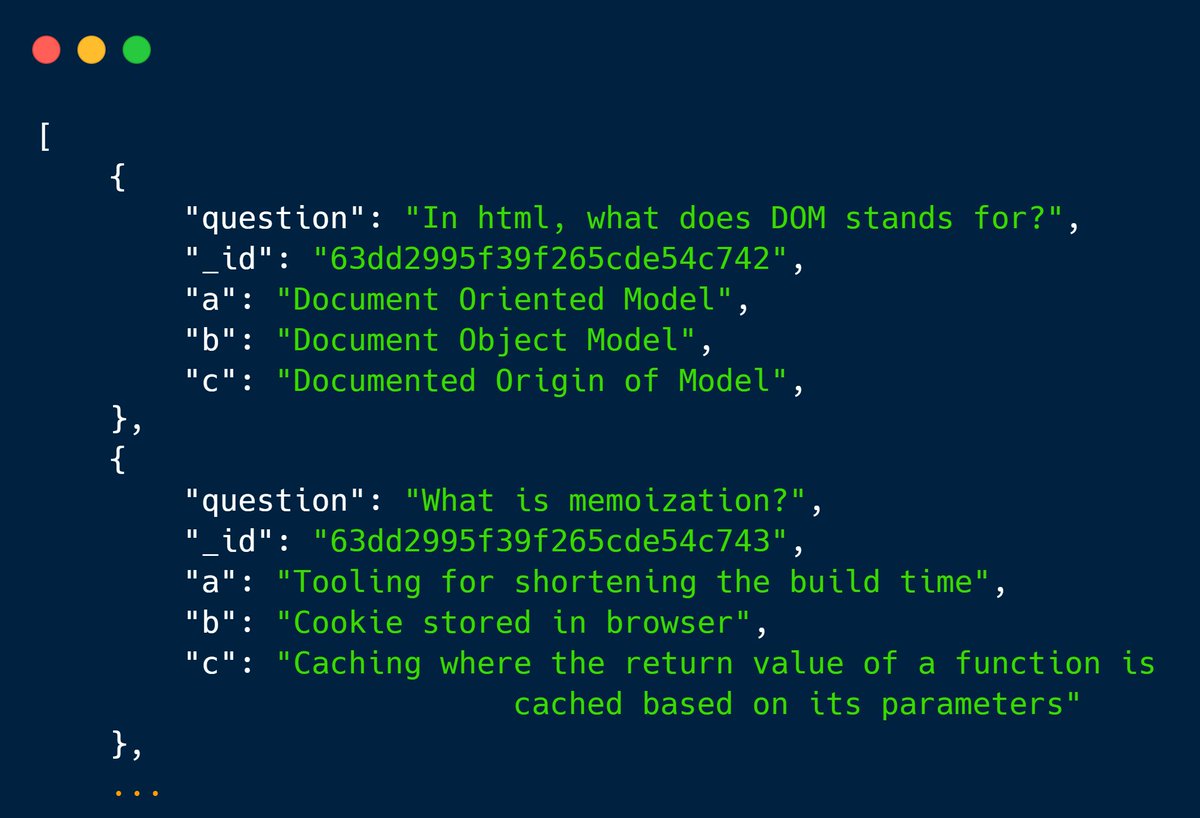 [
    {
        "question": "In html, what does DOM stands for?",
        "_id": "63dd2995f39f265cde54c742",
        "a": "Document Oriented Model",
        "b": "Document Object Model",
        "c": "Documented Origin of Model",
    },
    {
        "question": "What is memoization?",
        "_id": "63dd2995f39f265cde54c743",
        "a": "Tooling for shortening the build time",
        "b": "Cookie stored in browser",
        "c": "Caching where the return value of a function is
                          cached based on its parameters"
    },
    ...